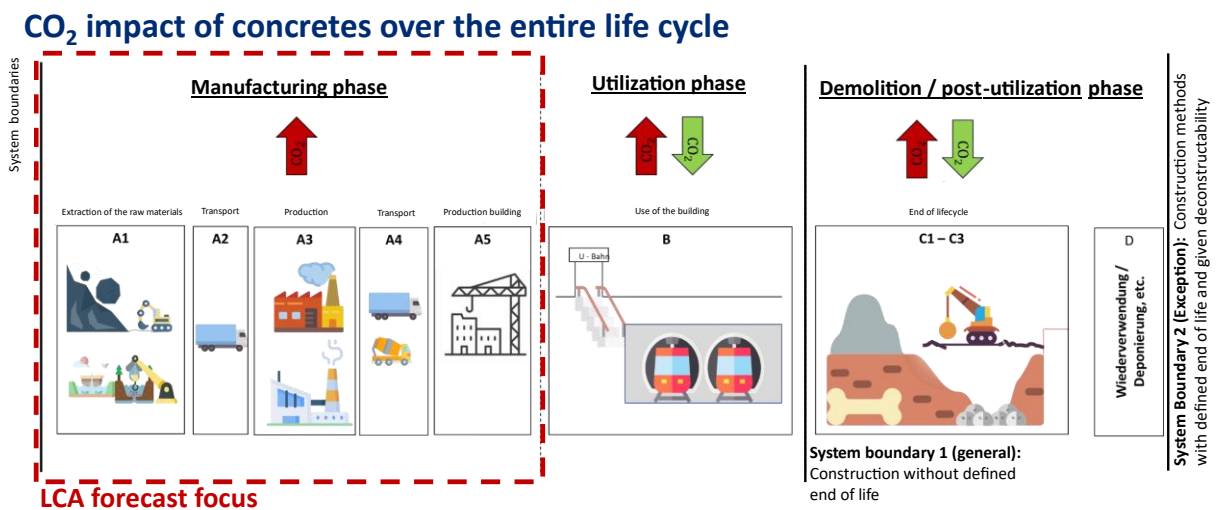 CO₂ impact of concretes over the entire life cycle
System boundaries
Manufacturing phase
CO₂
Extraction of the raw materials
A1
Transport
A2
Production
A3
Transport
A4
Production building
A5
LCA forecast focus
Utilization phase
CO₂
CO₂
Use of the building
B
U - Bahn
Demolition / post-utilization phase
CO₂
CO₂
End of lifecycle
C1 – C3
System boundary 1 (general):
Construction without defined
end of life
D
Wiederverwendung /
Deponierung, etc.
System Boundary 2 (Exception): Construction methods
with defined end of life and given deconstructability